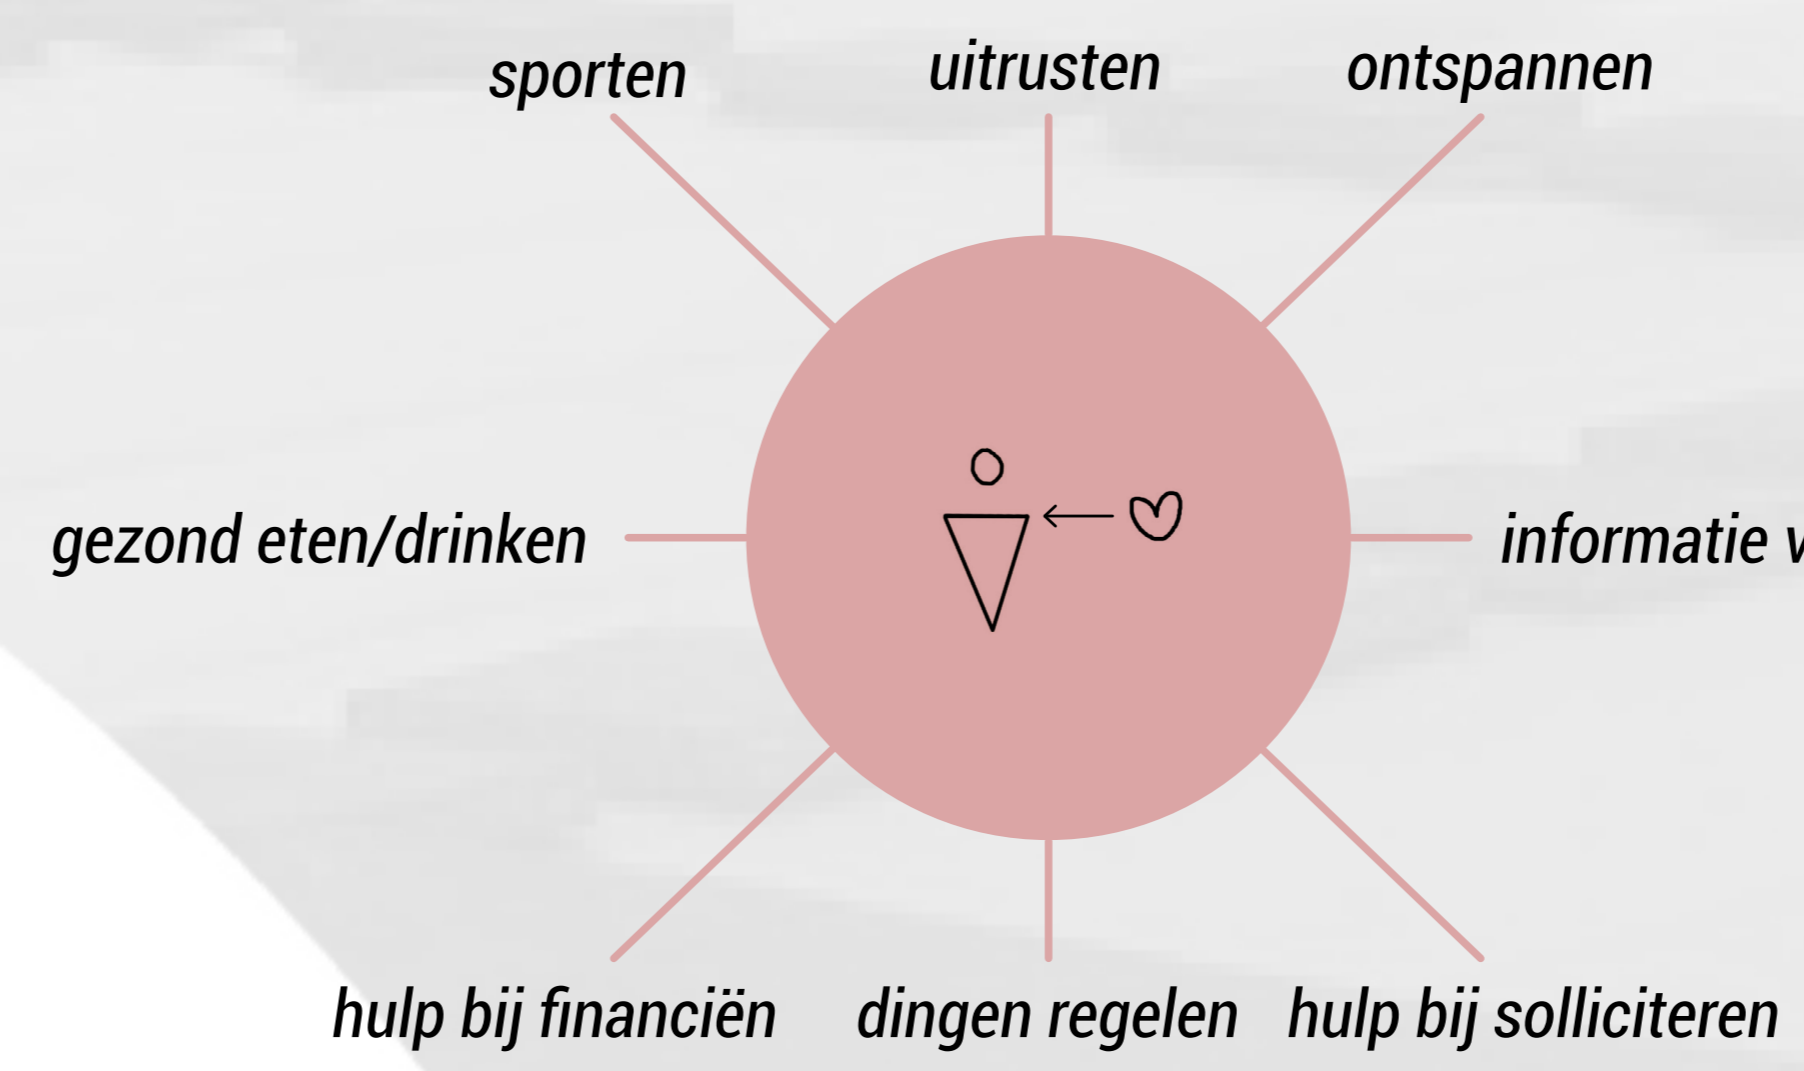 sporten
uitrusten
ontspannen
gezond eten/drinken
informatie
hulp bij financiën
dingen regelen
hulp bij solliciteren